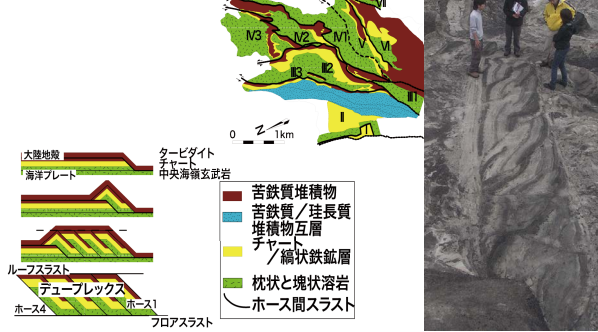 VII
IV3
IV2
IV1
V
VI
III3
III2
III1
II
0
1km
Z
大陸地殻
タービダイト
チャート
海洋プレート
中央海嶺玄武岩
ルーフスラスト
デュープレックス
ホース4
ホース1
フロアスラスト
苦鉄質堆積物
苦鉄質／珪長質
堆積物互層
チャート
／縞状鉄鉱層
枕状と塊状溶岩
ホース間スラスト